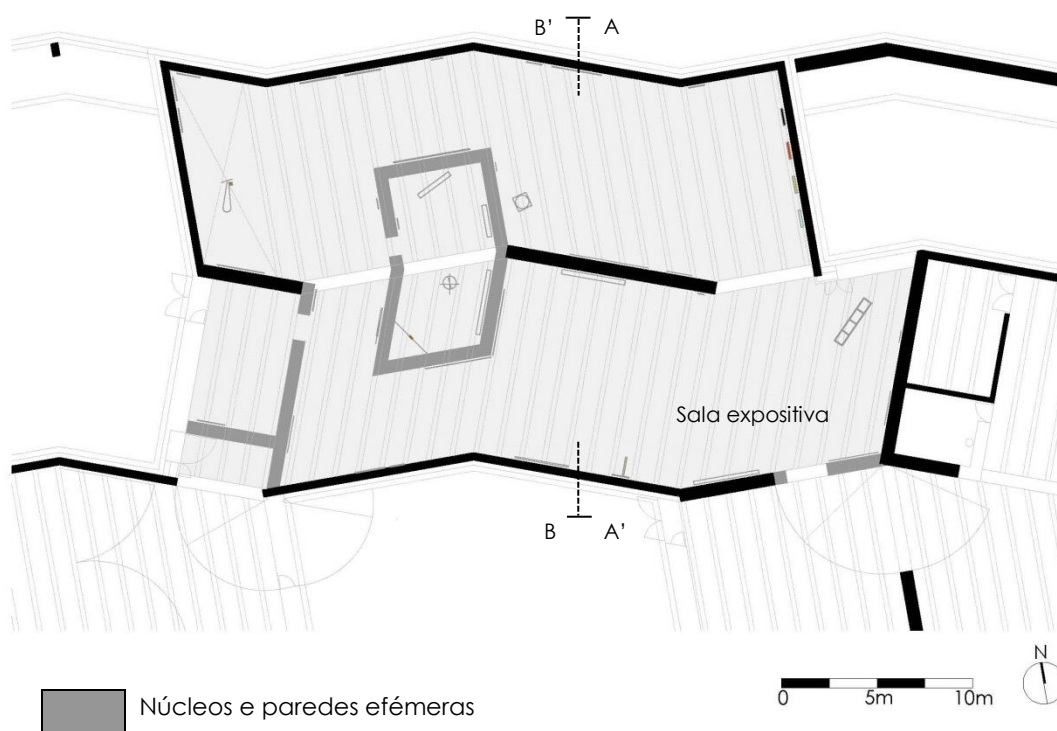 B’ A
Sala expositiva
B A’
N
0 5m 10m
Núcleos e paredes efémeras